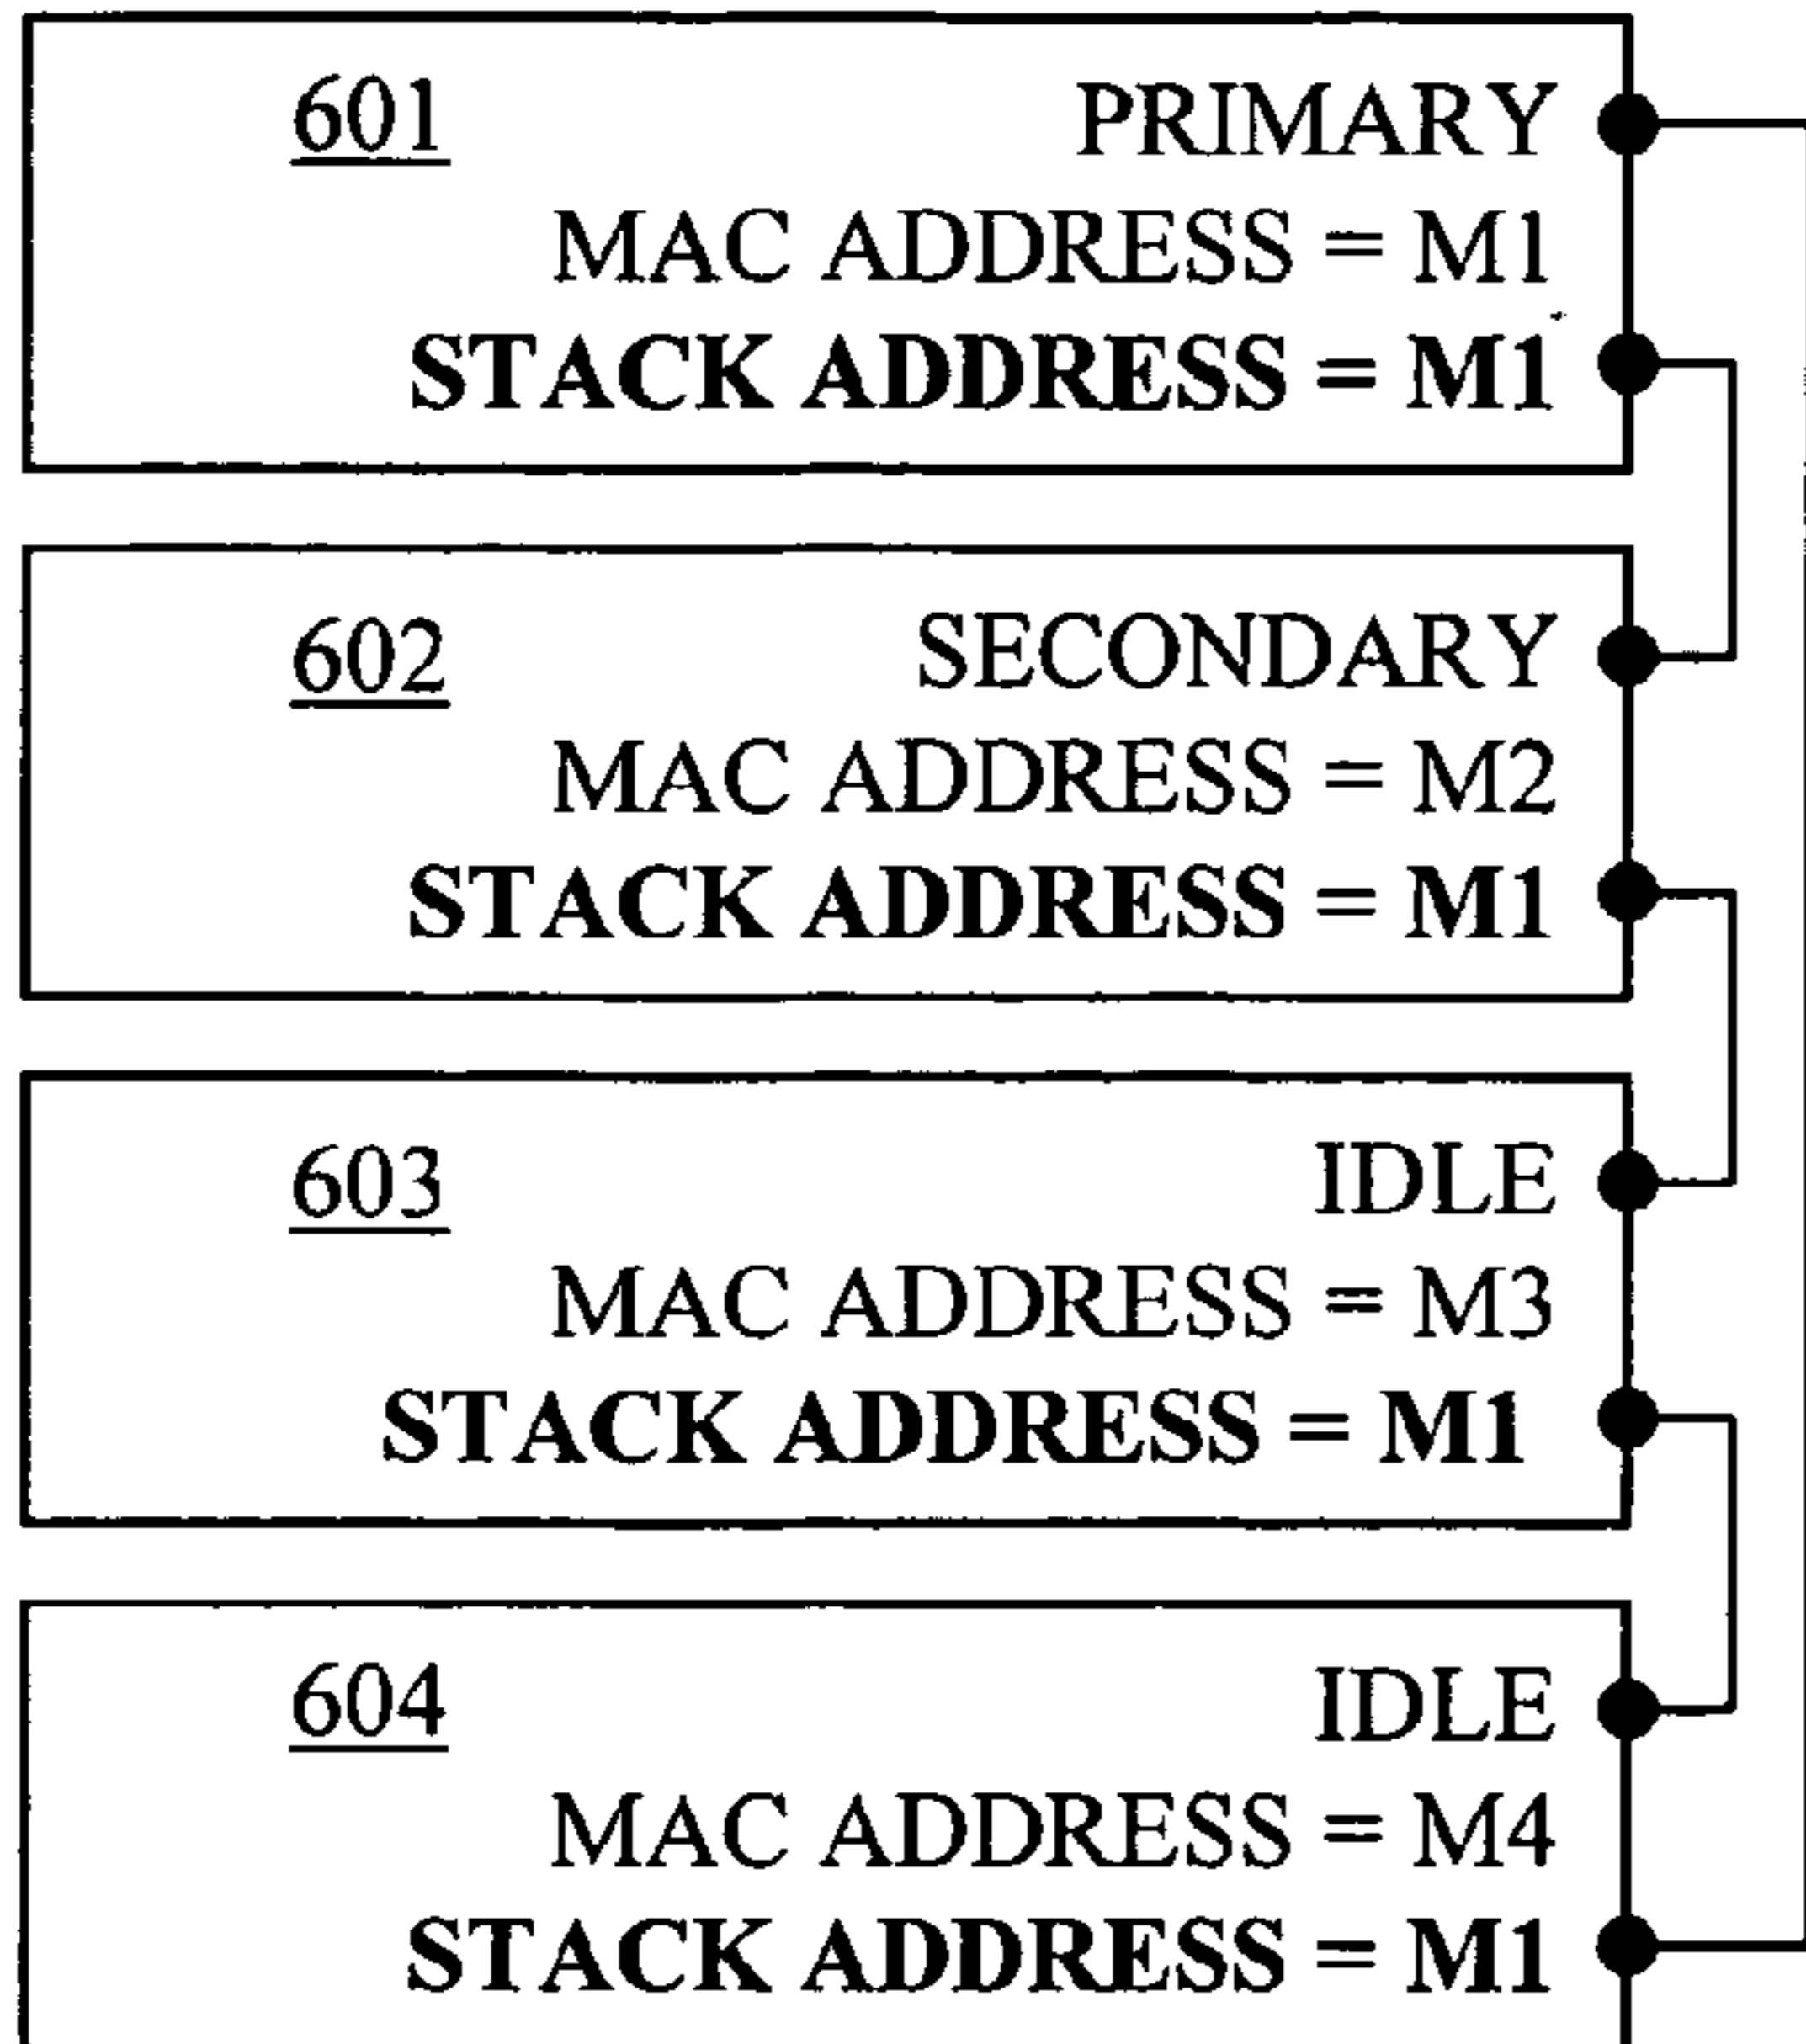 601 PRIMARY
MAC ADDRESS = M1
STACK ADDRESS = M1
602 SECONDARY
MAC ADDRESS = M2
STACK ADDRESS = M1
603 IDLE
MAC ADDRESS = M3
STACK ADDRESS = M1
604 IDLE
MAC ADDRESS = M4
STACK ADDRESS = M1